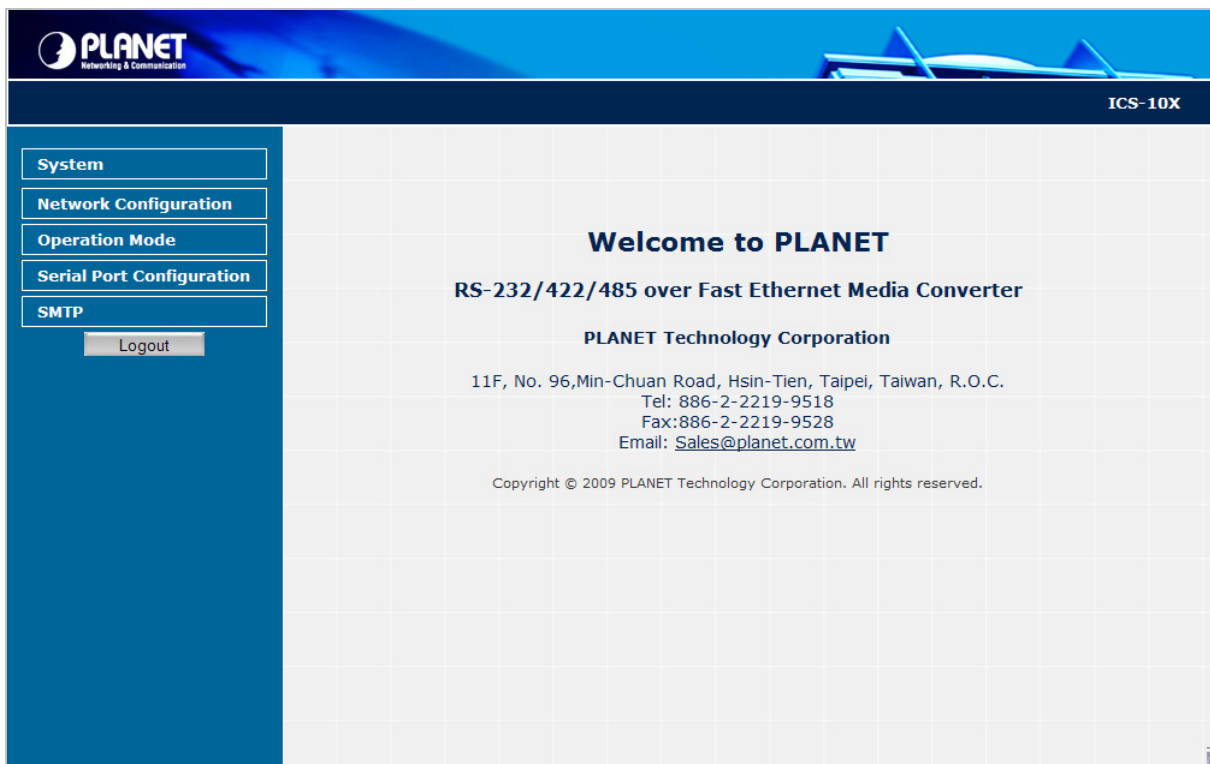 PLANET
Networking & Communication
ICS-10X
System
Network Configuration
Operation Mode
Serial Port Configuration
SMTP
Logout
Welcome to PLANET
RS-232/422/485 over Fast Ethernet Media Converter
PLANET Technology Corporation
11F, No. 96,Min-Chuan Road, Hsin-Tien, Taipei, Taiwan, R.O.C.
Tel: 886-2-2219-9518
Fax:886-2-2219-9528
Email: Sales@planet.com.tw
Copyright © 2009 PLANET Technology Corporation. All rights reserved.